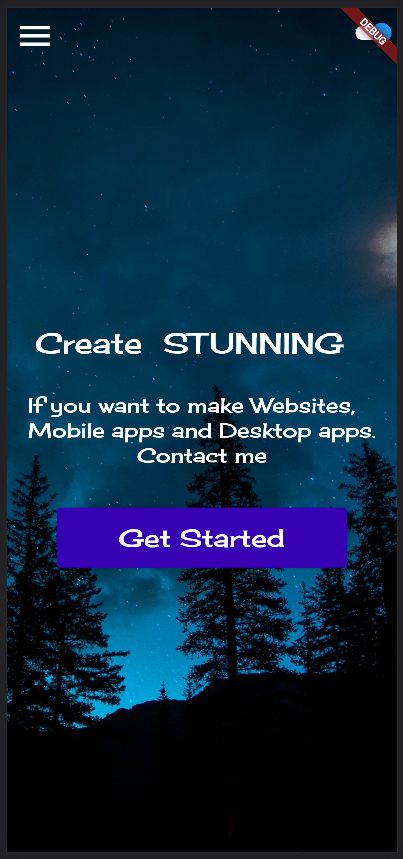 DEBUG
Create STUNNING
If you want to make Websites,
Mobile apps and Desktop apps.
Contact me
Get Started